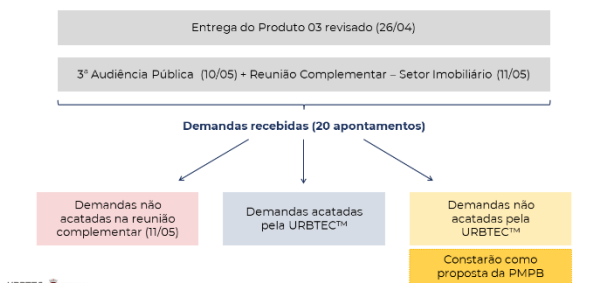 Entrega do Produto 03 revisado (26/04)
3ª Audiência Pública (10/05) + Reunião Complementar – Setor Imobiliário (11/05)
Demandas recebidas (20 apontamentos)
Demandas não
acatadas na reunião
complementar (11/05)
Demandas acatadas
pela URBTEC™
Demandas não
acatadas pela
URBTEC™
Constarão como
proposta da PMPB